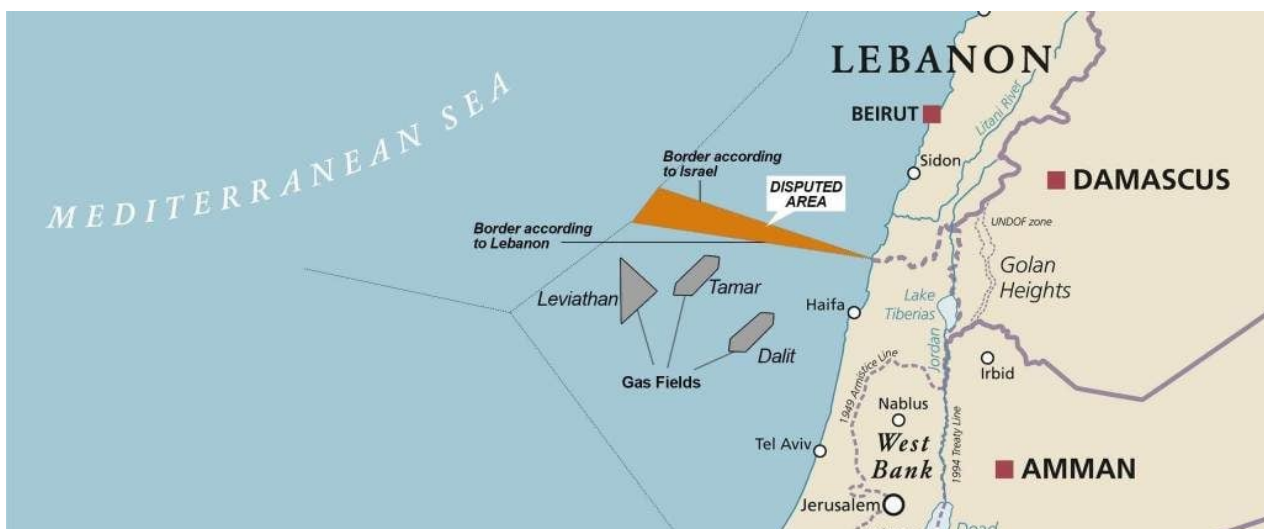 LEBANON
BEIRUT
Litani River
MEDITERRANEAN SEA
Sidon
Border according
to Israel
DISPUTED
AREA
DAMASCUS
UNDOF zone
Border according
to Lebanon
Golan
Heights
Leviathan
Tamar
Haifa
Lake
Tiberias
Jordan
Dalit
Gas Fields
Irbid
1949 Armistice Line
Nablus
Tel Aviv
West
Bank
1994 Treaty Line
AMMAN
Jerusalem
Dead